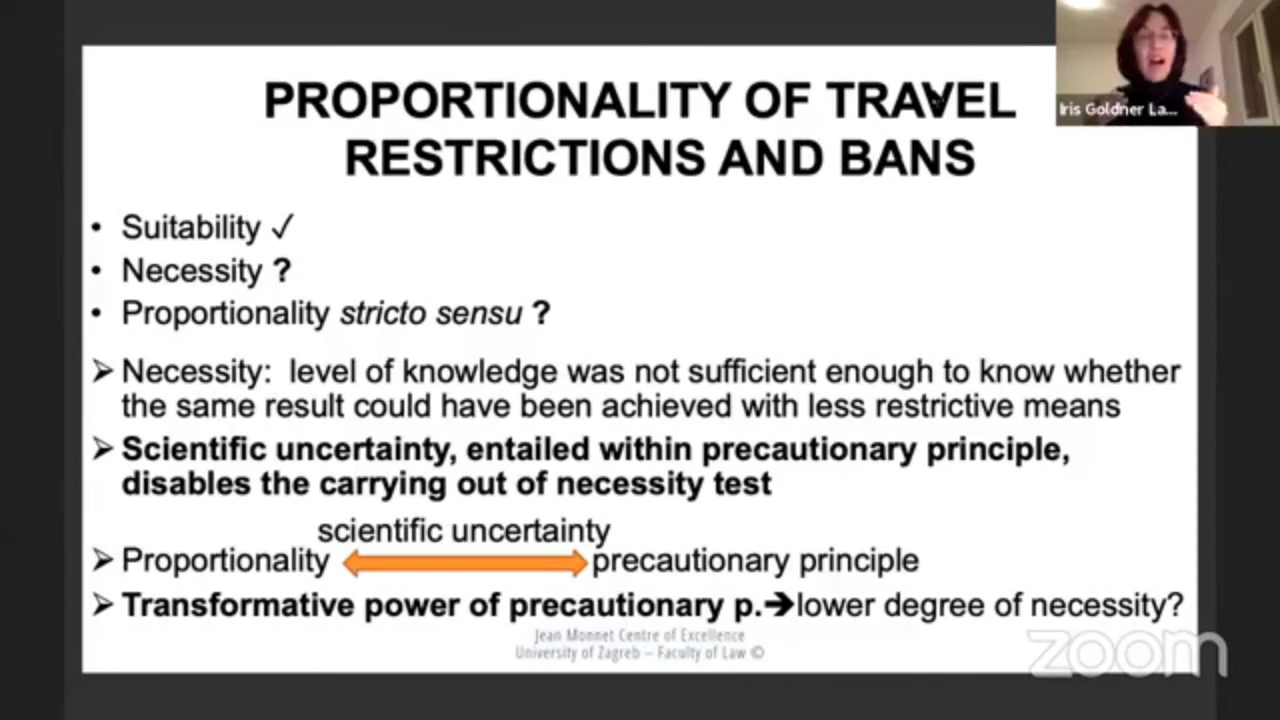 PROPORTIONALITY OF TRAVEL
RESTRICTIONS AND BANS
Iris Goldner La...
• Suitability ✓
• Necessity ?
• Proportionality stricto sensu ?
➢ Necessity: level of knowledge was not sufficient enough to know whether
the same result could have been achieved with less restrictive means
➢ Scientific uncertainty, entailed within precautionary principle,
disables the carrying out of necessity test
scientific uncertainty
➢ Proportionality precautionary principle
➢ Transformative power of precautionary p.➔lower degree of necessity?
Jean Monnet Centre of Excellence
University of Zagreb – Faculty of Law ©
zoom